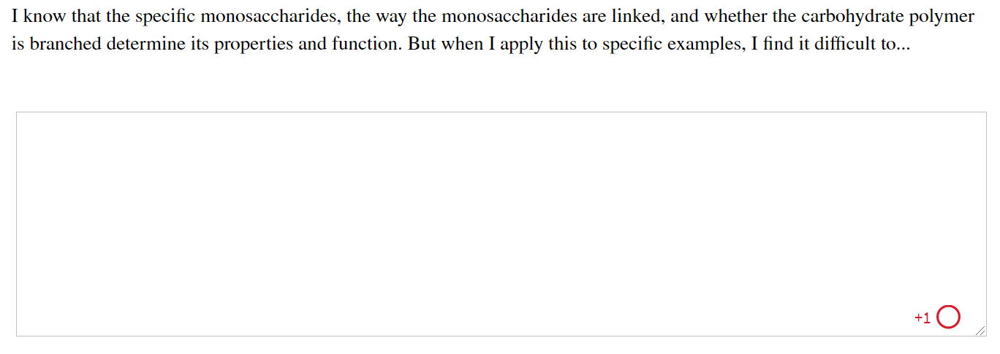 I know that the specific monosaccharides, the way the monosaccharides are linked, and whether the carbohydrate polymer
is branched determine its properties and function. But when I apply this to specific examples, I find it difficult to...
+1